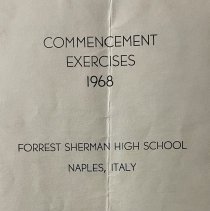 COMMENCEMENT
EXERCISES
1968
FORREST SHERMAN HIGH SCHOOL
NAPLES, ITALY